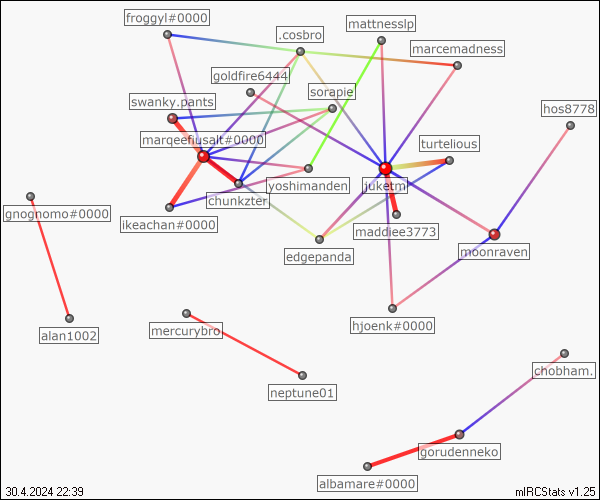 froggyl#0000
.cosbro
mattnesslp
marcemadness
goldfire6444
sorapie
swanky.pants
hos8778
marqeefiusalt#0000
turtelious
yoshimanden
juketm
chunkzter
gnognomo#0000
ikeachan#0000
maddiee3773
edgepanda
moonraven
alan1002
mercurybro
hjoenk#0000
chobham.
neptune01
gorudenneko
albamare#0000
30.4.2024 22:39
mIRCStats v1.25